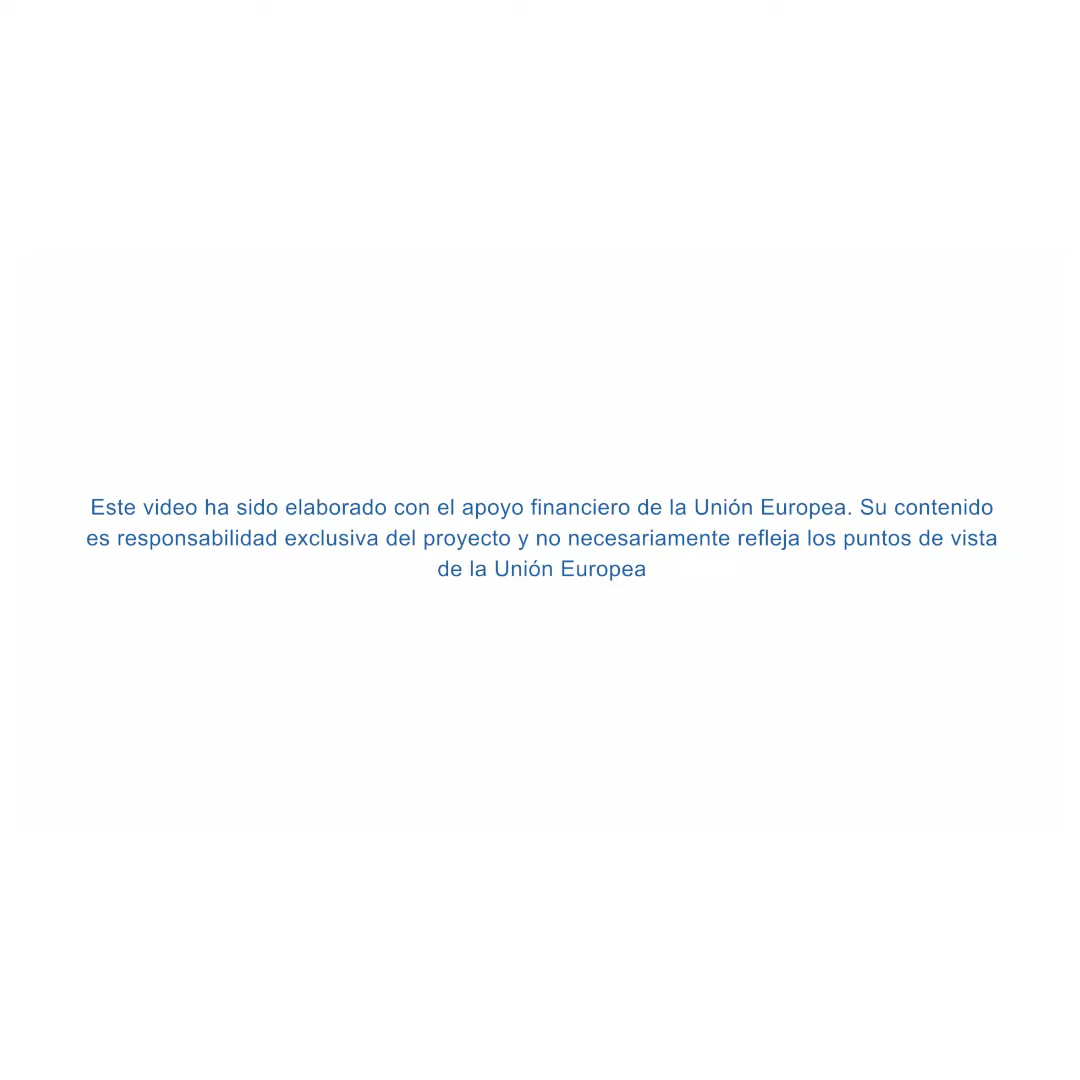 Este video ha sido elaborado con el apoyo financiero de la Unión Europea. Su contenido
es responsabilidad exclusiva del proyecto y no necesariamente refleja los puntos de vista
de la Unión Europea